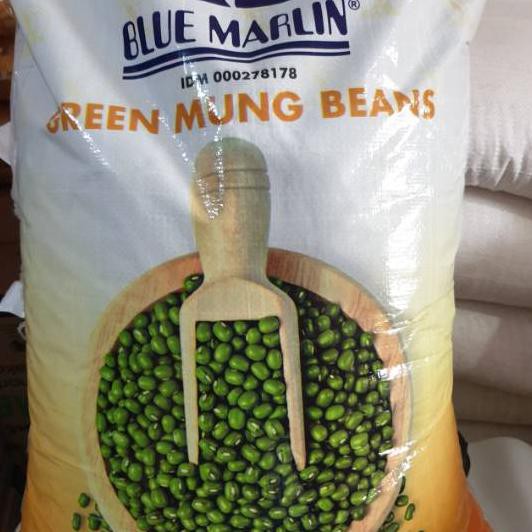 BLUE MARLIN®
IDM 000278178
GREEN MUNG BEANS